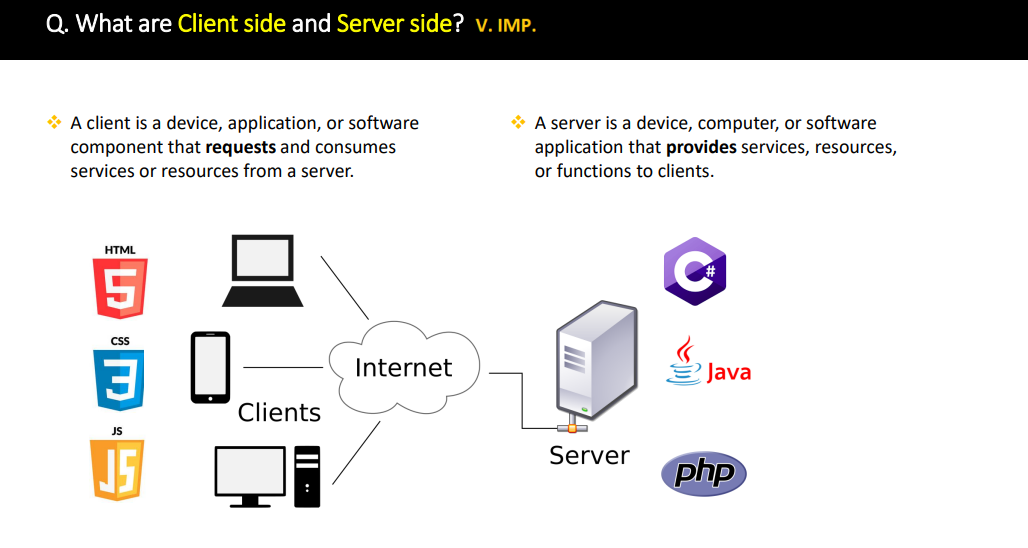 Q. What are Client side and Server side? V. IMP.
A client is a device, application, or software
component that requests and consumes
services or resources from a server.
A server is a device, computer, or software
application that provides services, resources,
or functions to clients.
HTML
5
CSS
3
JS
JS
Clients
Internet
Server
C#
Java
php